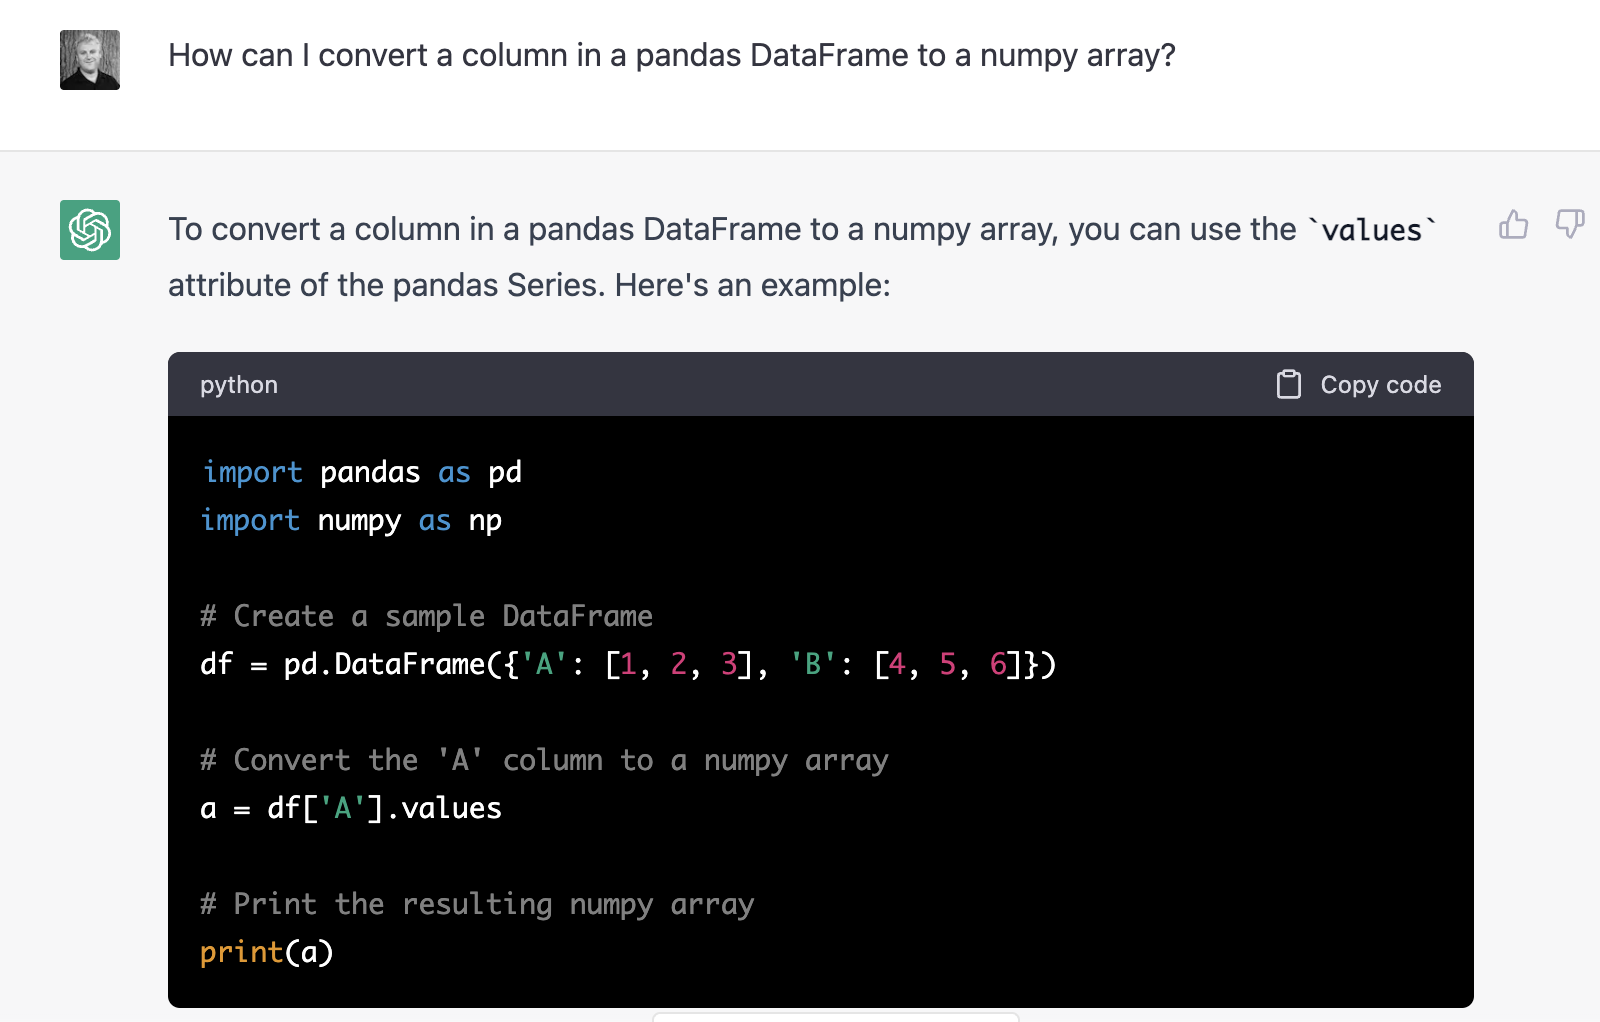 How can I convert a column in a pandas DataFrame to a numpy array?
To convert a column in a pandas DataFrame to a numpy array, you can use the `values`
attribute of the pandas Series. Here's an example:
python Copy code
import pandas as pd
import numpy as np
# Create a sample DataFrame
df = pd.DataFrame({'A': [1, 2, 3], 'B': [4, 5, 6]})
# Convert the 'A' column to a numpy array
a = df['A'].values
# Print the resulting numpy array
print(a)